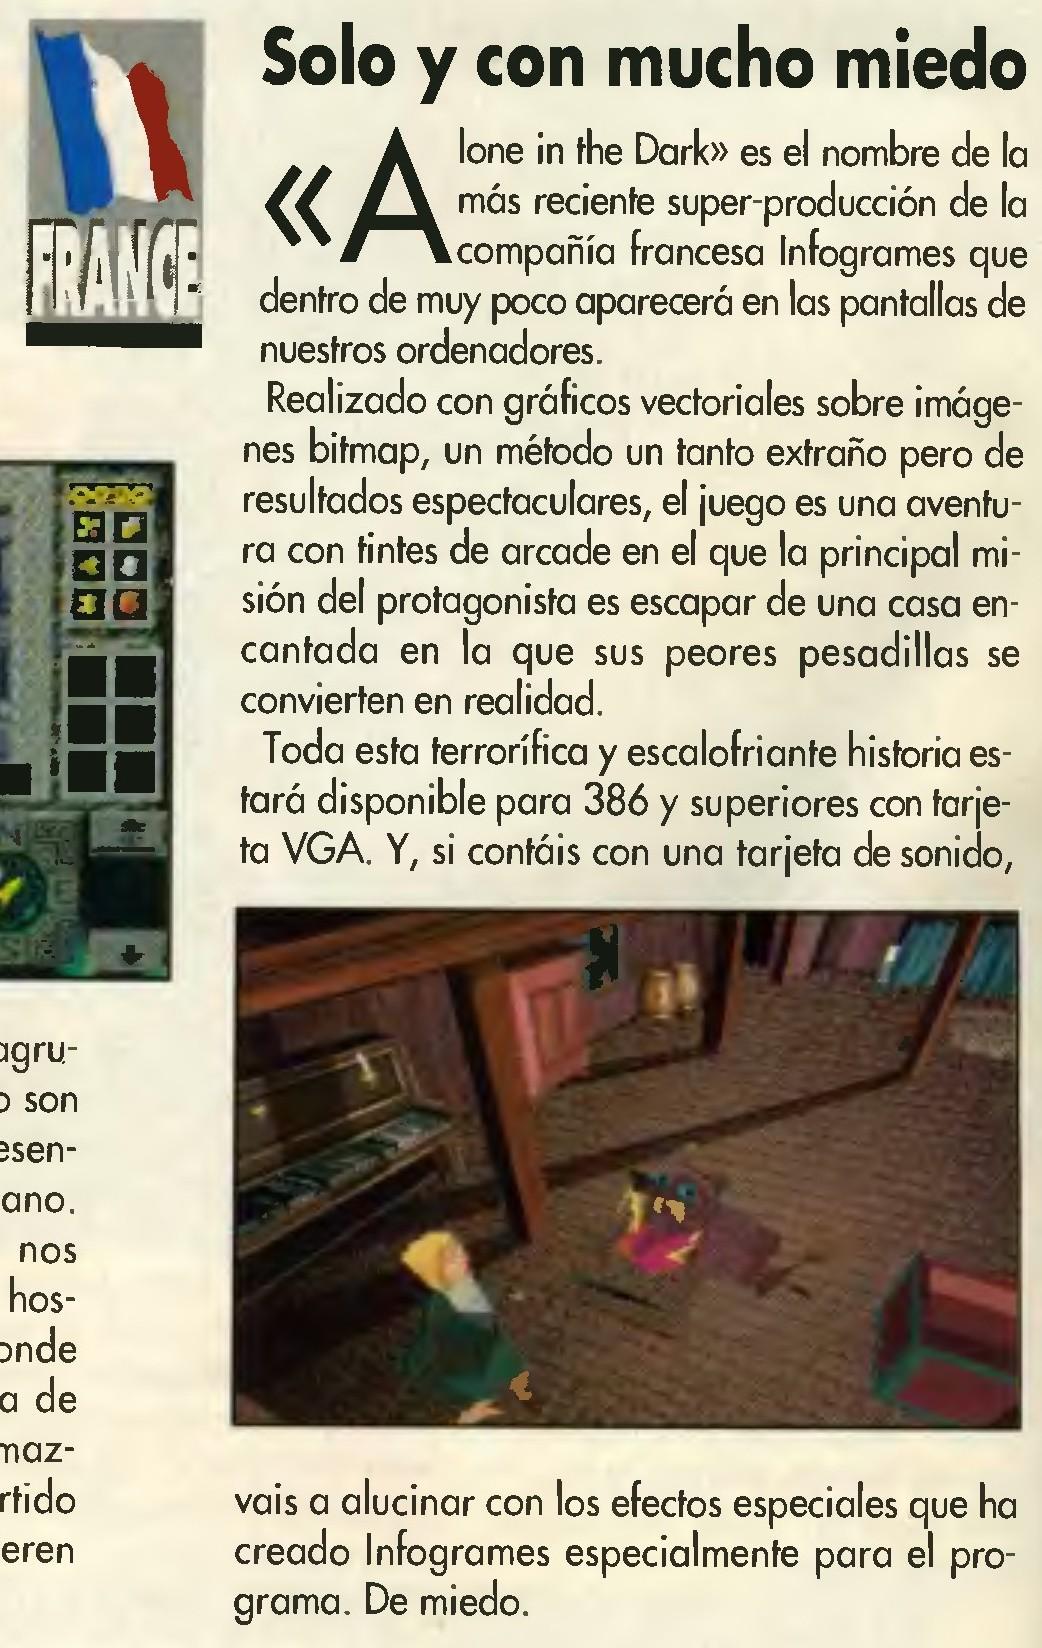 FRANCE
Solo y con mucho miedo
«Alone in the Dark» es el nombre de la
más reciente super-producción de la
compañía francesa Infogrames que
dentro de muy poco aparecerá en las pantallas de
nuestros ordenadores.
Realizado con gráficos vectoriales sobre imáge-
nes bitmap, un método un tanto extraño pero de
resultados espectaculares, el juego es una aventu-
ra con tintes de arcade en el que la principal mi-
sión del protagonista es escapar de una casa en-
cantada en la que sus peores pesadillas se
convierten en realidad.
Toda esta terrorífica y escalofriante historia es-
tará disponible para 386 y superiores con tarje-
ta VGA. Y, si contáis con una tarjeta de sonido,
vais a alucinar con los efectos especiales que ha
creado Infogrames especialmente para el pro-
grama. De miedo.
agru-
o son
esen-
ano.
nos
hos-
onde
a de
maz-
rtido
eren